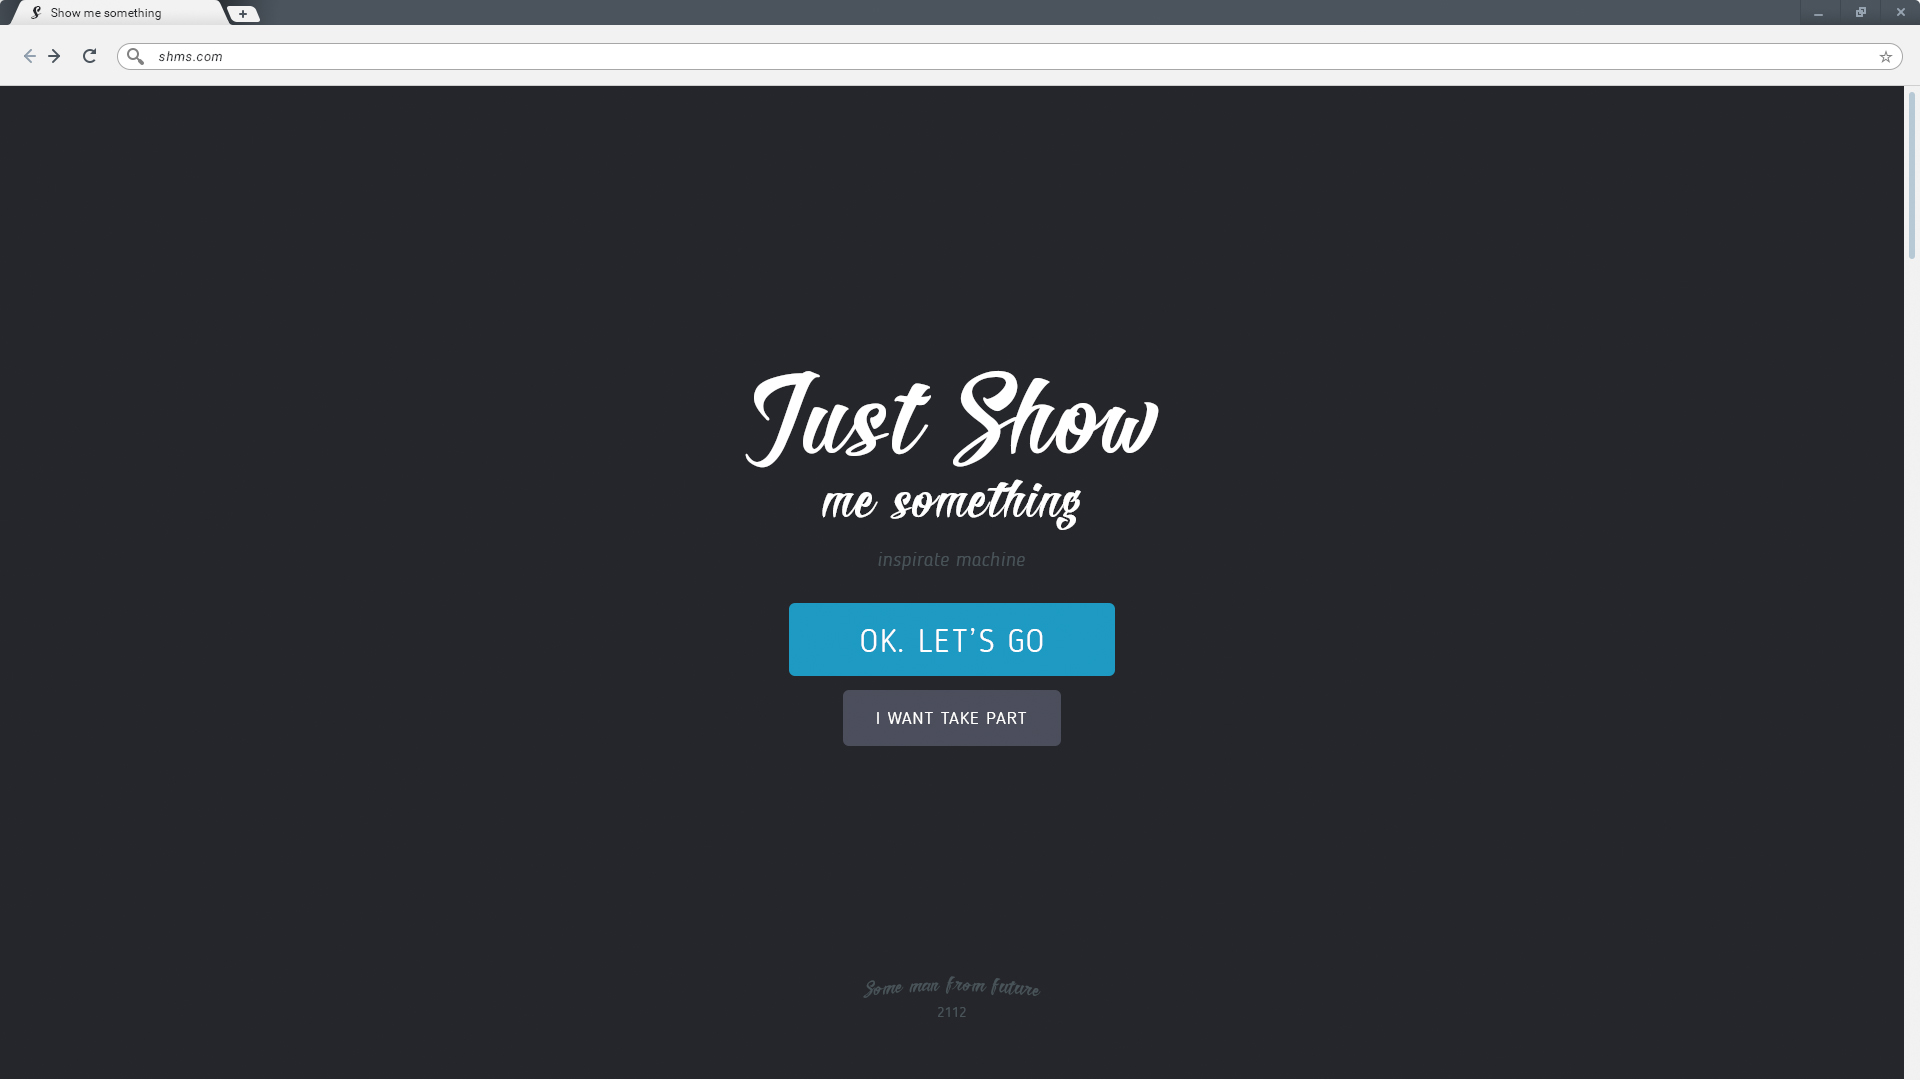 Show me something
shms.com
Just Show
me something
inspirate machine
OK. LET’S GO
I WANT TAKE PART
Some man from future
2112